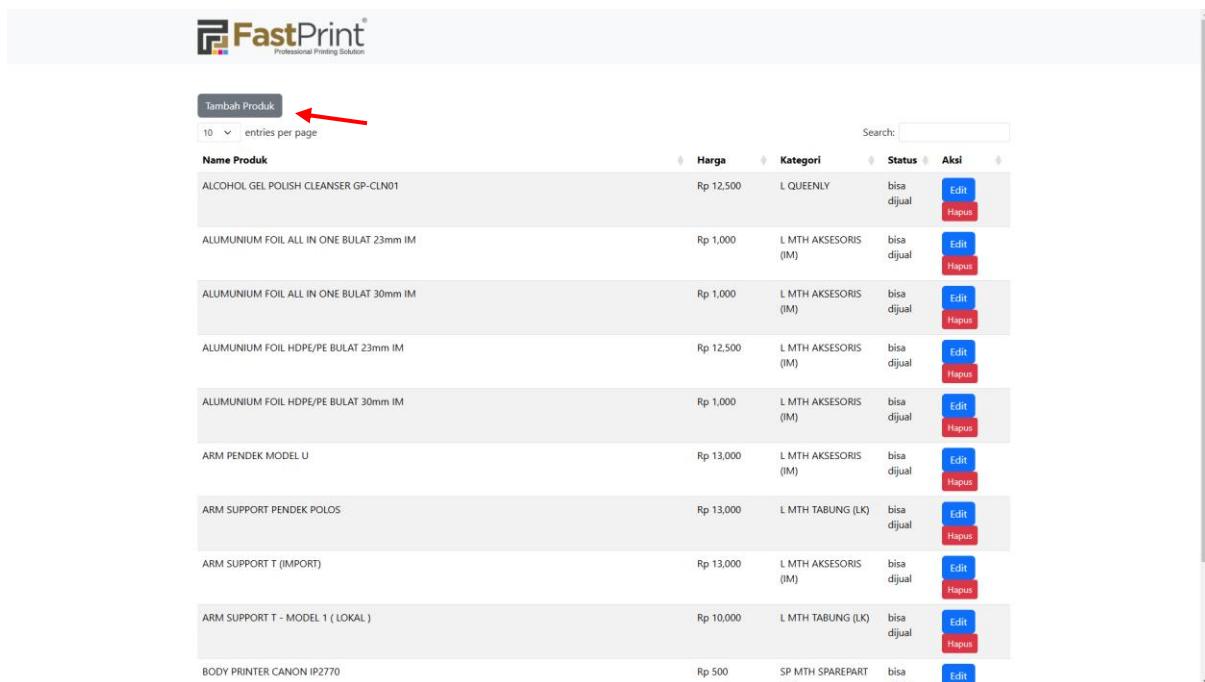 FastPrint®
Professional Printing Solution
Tambah Produk
10 entries per page
Search:
Name Produk Harga Kategori Status Aksi
ALCOHOL GEL POLISH CLEANSER GP-CLN01 Rp 12,500 L QUEENLY bisa Edit
dijual Hapus
ALUMUNIUM FOIL ALL IN ONE BULAT 23mm IM Rp 1,000 L MTH AKSESORIS bisa Edit
(IM) dijual Hapus
ALUMUNIUM FOIL ALL IN ONE BULAT 30mm IM Rp 1,000 L MTH AKSESORIS bisa Edit
(IM) dijual Hapus
ALUMUNIUM FOIL HDPE/PE BULAT 23mm IM Rp 12,500 L MTH AKSESORIS bisa Edit
(IM) dijual Hapus
ALUMUNIUM FOIL HDPE/PE BULAT 30mm IM Rp 1,000 L MTH AKSESORIS bisa Edit
(IM) dijual Hapus
ARM PENDEK MODEL U Rp 13,000 L MTH AKSESORIS bisa Edit
(IM) dijual Hapus
ARM SUPPORT PENDEK POLOS Rp 13,000 L MTH TABUNG (LK) bisa Edit
dijual Hapus
ARM SUPPORT T (IMPORT) Rp 13,000 L MTH AKSESORIS bisa Edit
(IM) dijual Hapus
ARM SUPPORT T - MODEL 1 ( LOKAL ) Rp 10,000 L MTH TABUNG (LK) bisa Edit
dijual Hapus
BODY PRINTER CANON IP2770 Rp 500 SP MTH SPAREPART bisa Edit